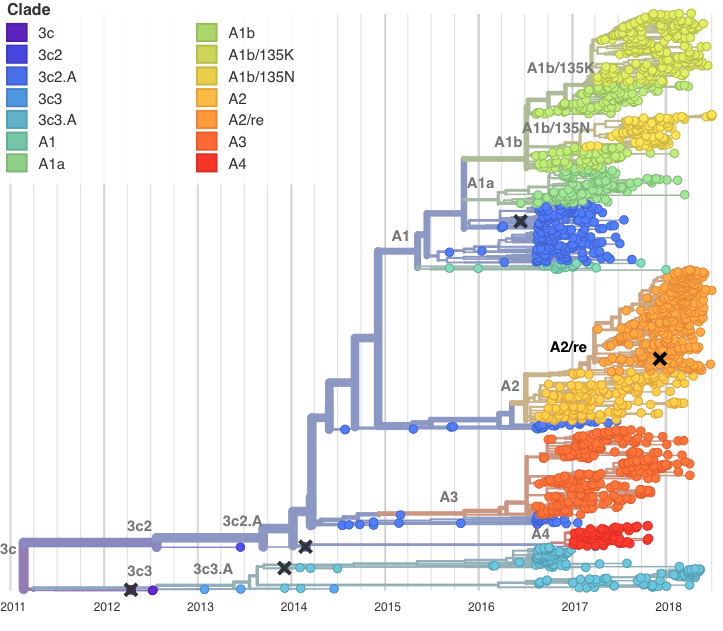 Clade
3c
3c2
3c2.A
3c3
3c3.A
A1
A1a
A1b
A1b/135K
A1b/135N
A2
A2/re
A3
A4
A1b/135K
A1b/135N
A1b
A1a
A1
A2/re
A2
A3
3c2
3c2.A
A4
3c
3c3
3c3.A
2011 2012 2013 2014 2015 2016 2017 2018